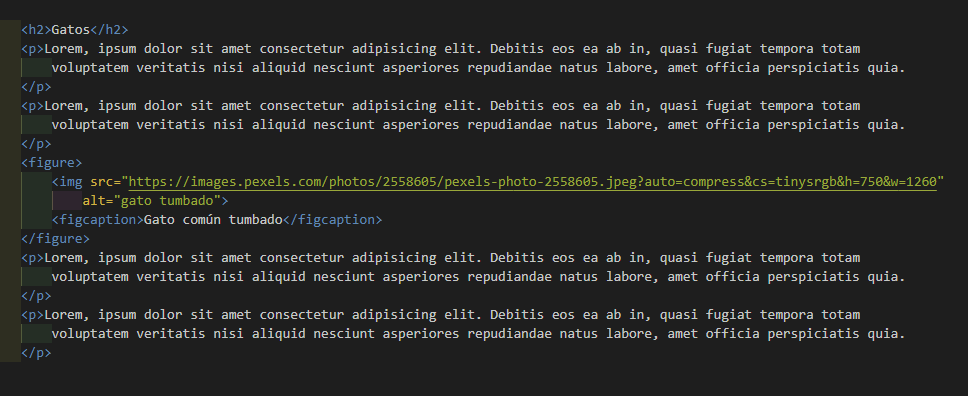 <h2>Gatos</h2>
<p>Lorem, ipsum dolor sit amet consectetur adipisicing elit. Debitis eos ea ab in, quasi fugiat tempora totam
voluptatem veritatis nisi aliquid nesciunt asperiores repudiandae natus labore, amet officia perspiciatis quia.
</p>
<p>Lorem, ipsum dolor sit amet consectetur adipisicing elit. Debitis eos ea ab in, quasi fugiat tempora totam
voluptatem veritatis nisi aliquid nesciunt asperiores repudiandae natus labore, amet officia perspiciatis quia.
</p>
<figure>
<img src="https://images.pexels.com/photos/2558605/pexels-photo-2558605.jpeg?auto=compress&cs=tinysrgb&h=750&w=1260"
alt="gato tumbado">
<figcaption>Gato común tumbado</figcaption>
</figure>
<p>Lorem, ipsum dolor sit amet consectetur adipisicing elit. Debitis eos ea ab in, quasi fugiat tempora totam
voluptatem veritatis nisi aliquid nesciunt asperiores repudiandae natus labore, amet officia perspiciatis quia.
</p>
<p>Lorem, ipsum dolor sit amet consectetur adipisicing elit. Debitis eos ea ab in, quasi fugiat tempora totam
voluptatem veritatis nisi aliquid nesciunt asperiores repudiandae natus labore, amet officia perspiciatis quia.
</p>